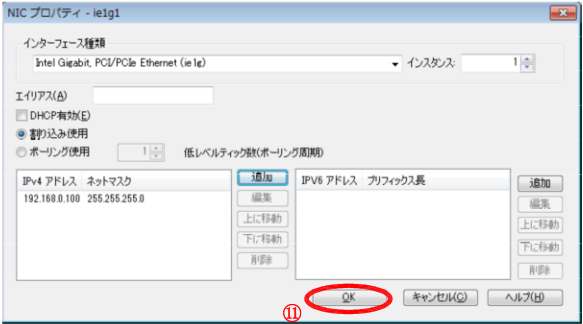 NIC プロパティ - ie1g1
インターフェース種類
Intel Gigabit, PCI/PCIe Ethernet (ie1g)
インスタンス:
1
エイリアス(A)
DHCP有効(E)
割り込み使用
ポーリング使用
1
低レベルティック数(ポーリング周期)
IPv4 アドレス ネットマスク
192.168.0.100 255.255.255.0
追加
編集
上に移動
下に移動
削除
IPV6 アドレス プリフィックス長
追加
編集
上に移動
下に移動
削除
OK
キャンセル(C)
ヘルプ(H)
⑪